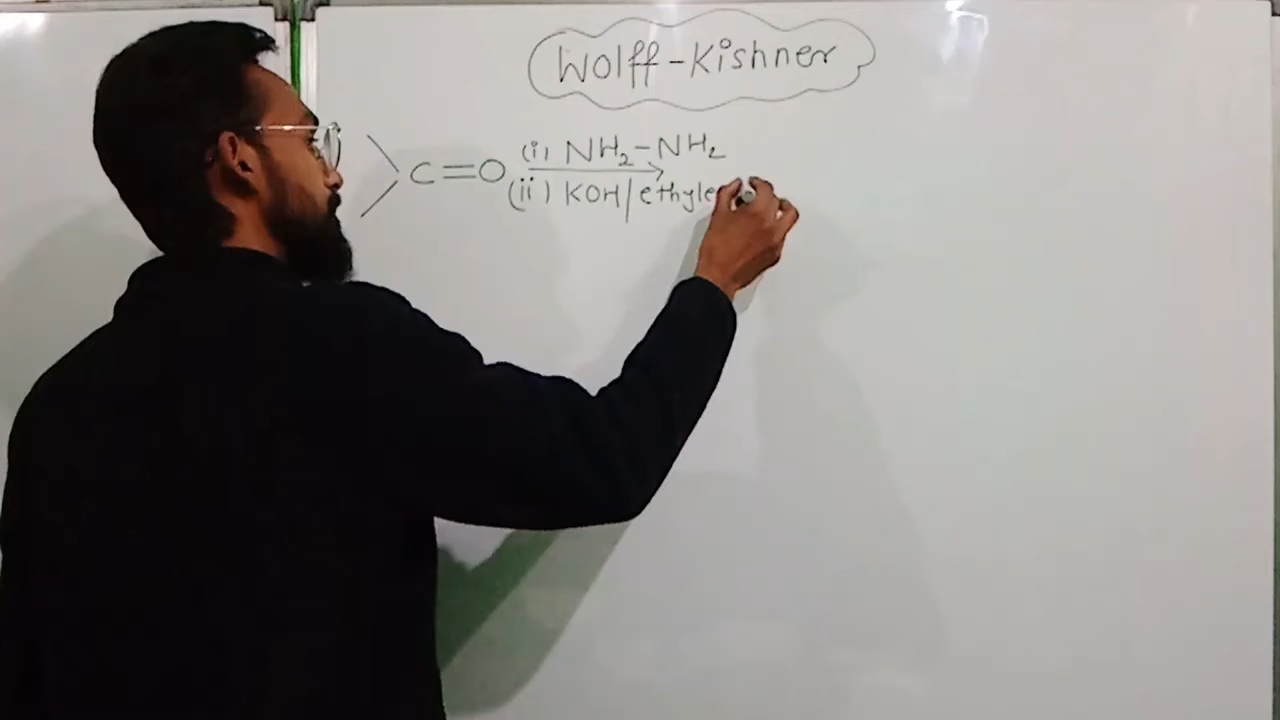 Wolff-Kishner
(i) NH₂-NH₂
C=O
(ii) KOH/ethyle